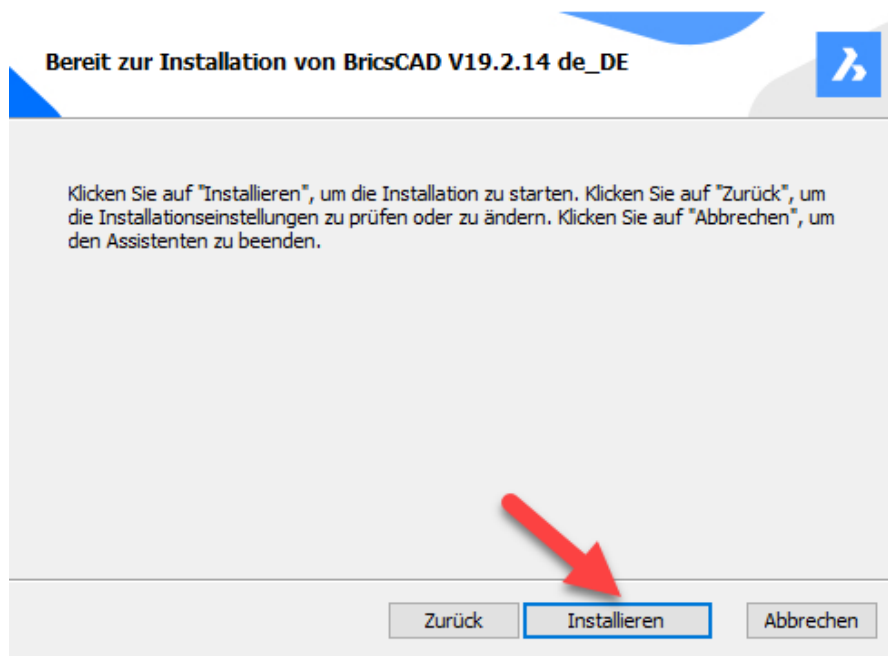 Bereit zur Installation von BricsCAD V19.2.14 de_DE
Klicken Sie auf "Installieren", um die Installation zu starten. Klicken Sie auf "Zurück", um
die Installationseinstellungen zu prüfen oder zu ändern. Klicken Sie auf "Abbrechen", um
den Assistenten zu beenden.
Zurück Installieren Abbrechen